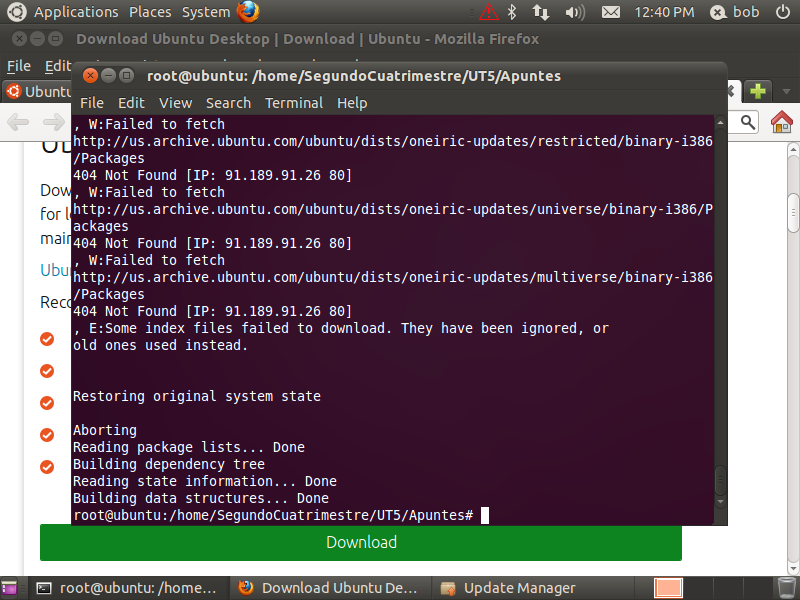 Applications Places System 12:40 PM bob
Download Ubuntu Desktop | Download | Ubuntu - Mozilla Firefox
File Edit
root@ubuntu: /home/SegundoCuatrimestre/UT5/Apuntes
Ubuntu
File Edit View Search Terminal Help
, W:Failed to fetch
http://us.archive.ubuntu.com/ubuntu/dists/oneiric-updates/restricted/binary-i386
/Packages
404 Not Found [IP: 91.189.91.26 80]
, W:Failed to fetch
http://us.archive.ubuntu.com/ubuntu/dists/oneiric-updates/universe/binary-i386/P
ackages
404 Not Found [IP: 91.189.91.26 80]
, W:Failed to fetch
http://us.archive.ubuntu.com/ubuntu/dists/oneiric-updates/multiverse/binary-i386
/Packages
404 Not Found [IP: 91.189.91.26 80]
, E:Some index files failed to download. They have been ignored, or
old ones used instead.
Restoring original system state
Aborting
Reading package lists... Done
Building dependency tree
Reading state information... Done
Building data structures... Done
root@ubuntu:/home/SegundoCuatrimestre/UT5/Apuntes#
Dow
for l
main
Ubu
Reco
Download
root@ubuntu: /home... Download Ubuntu De... Update Manager